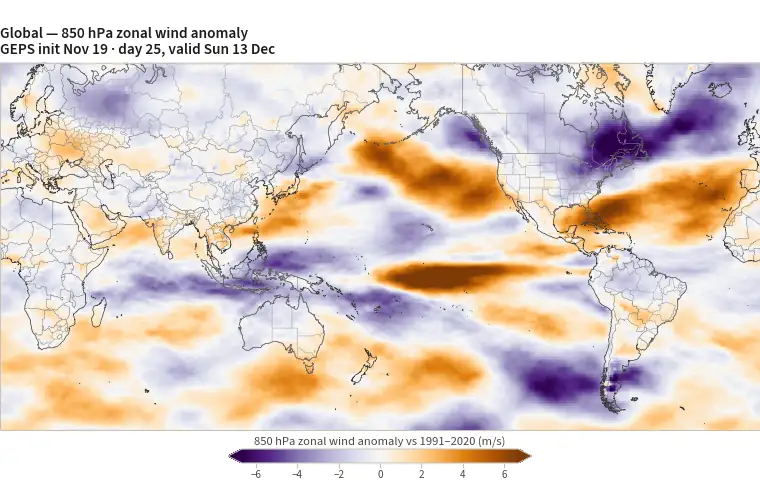 Global — 850 hPa zonal wind anomaly
GEPS init Nov 19 · day 25, valid Sun 13 Dec
850 hPa zonal wind anomaly vs 1991–2020 (m/s)
−6 −4 −2 0 2 4 6